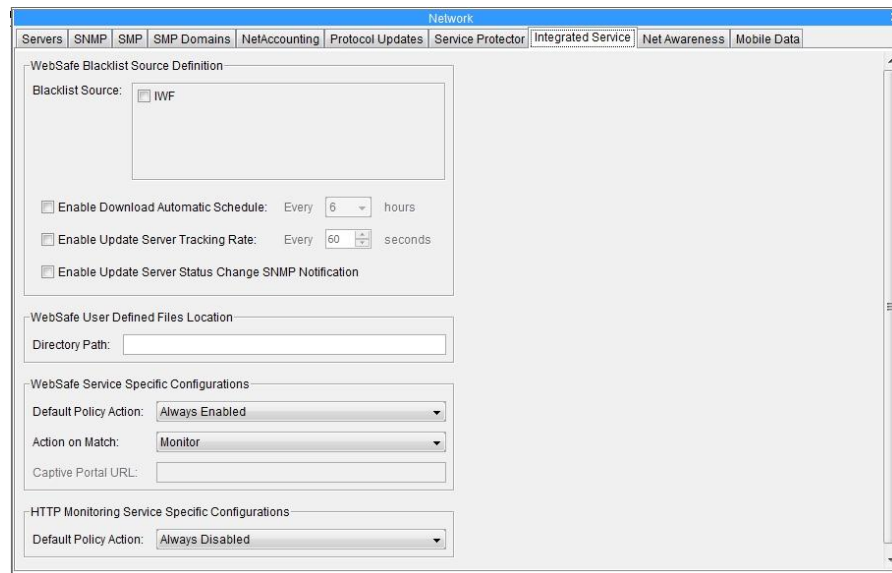 Network
Servers SNMP SMP SMP Domains NetAccounting Protocol Updates Service Protector Integrated Service Net Awareness Mobile Data
WebSafe Blacklist Source Definition
Blacklist Source: IWF
Enable Download Automatic Schedule: Every 6 hours
Enable Update Server Tracking Rate: Every 60 seconds
Enable Update Server Status Change SNMP Notification
WebSafe User Defined Files Location
Directory Path:
WebSafe Service Specific Configurations
Default Policy Action: Always Enabled
Action on Match: Monitor
Captive Portal URL:
HTTP Monitoring Service Specific Configurations
Default Policy Action: Always Disabled